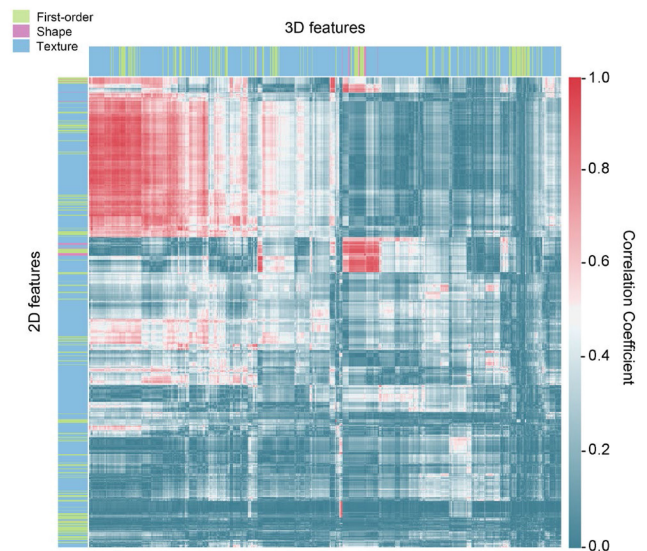 First-order
Shape
Texture
3D features
2D features
1.0
0.8
0.6
0.4
0.2
0.0
Correlation Coefficient